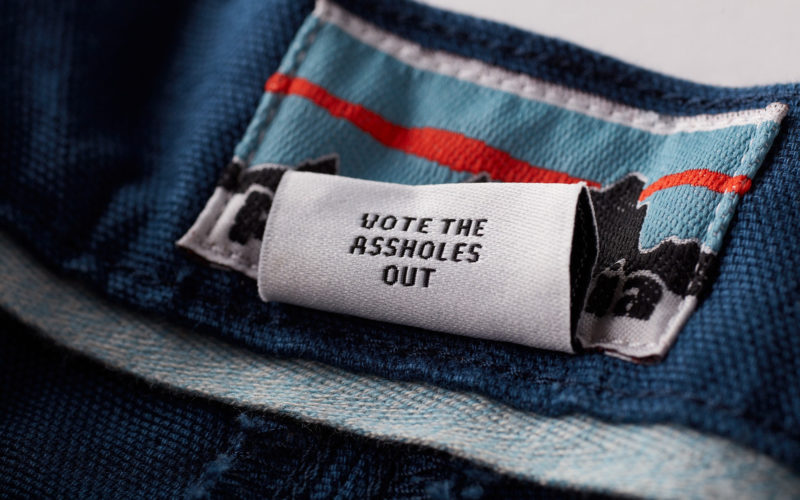 VOTE THE
ASSHOLES
OUT